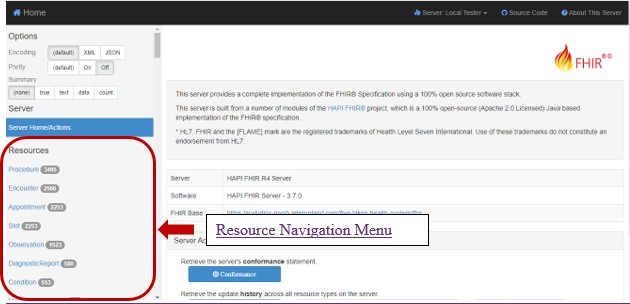 Home
Server: Local Tester
Source Code
About This Server
Options
Encoding (default) XML JSON
Pretty (default) On Off
Summary
(none) true text data count
Server
Server Home/Actions
Resources
Procedure 3495
Encounter 2506
Appointment 2253
Slot 2253
Observation 1523
DiagnosticReport 580
Condition 553
FHIR®©
This server provides a complete implementation of the FHIR® Specification using a 100% open source software stack.
This server is built from a number of modules of the HAPI FHIR® project, which is a 100% open-source (Apache 2.0 Licensed) Java based
implementation of the FHIR® specification.
* HL7, FHIR and the [FLAME] mark are the registered trademarks of Health Level Seven International. Use of these trademarks do not constitute an
endorsement from HL7.
Server HAPI FHIR R4 Server
Software HAPI FHIR Server - 3.7.0
FHIR Base
Resource Navigation Menu
Server Ac
Retrieve the server's conformance statement.
Conformance
Retrieve the update history across all resource types on the server.